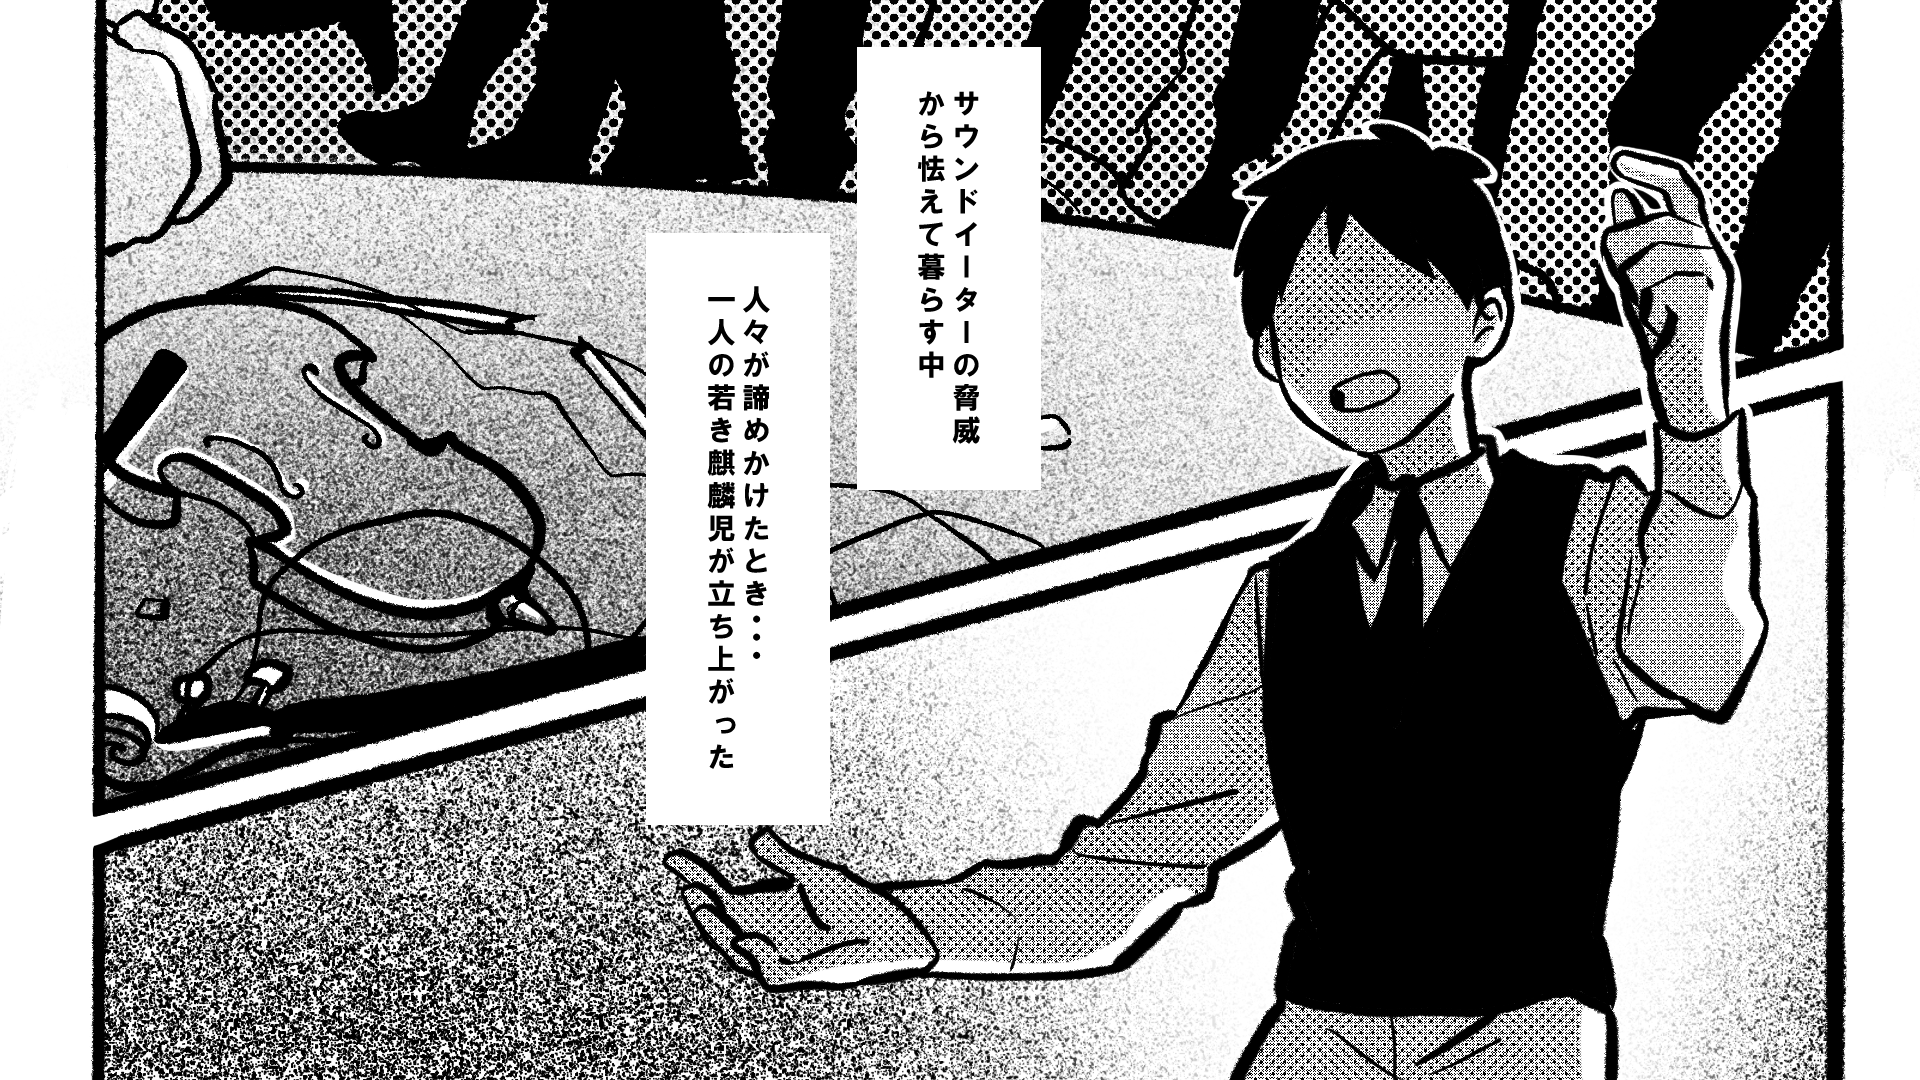 サウンドイーターの脅威
から怯えて暮らす中
人々が諦めかけたとき・・・
一人の若き麒麟児が立ち上がった